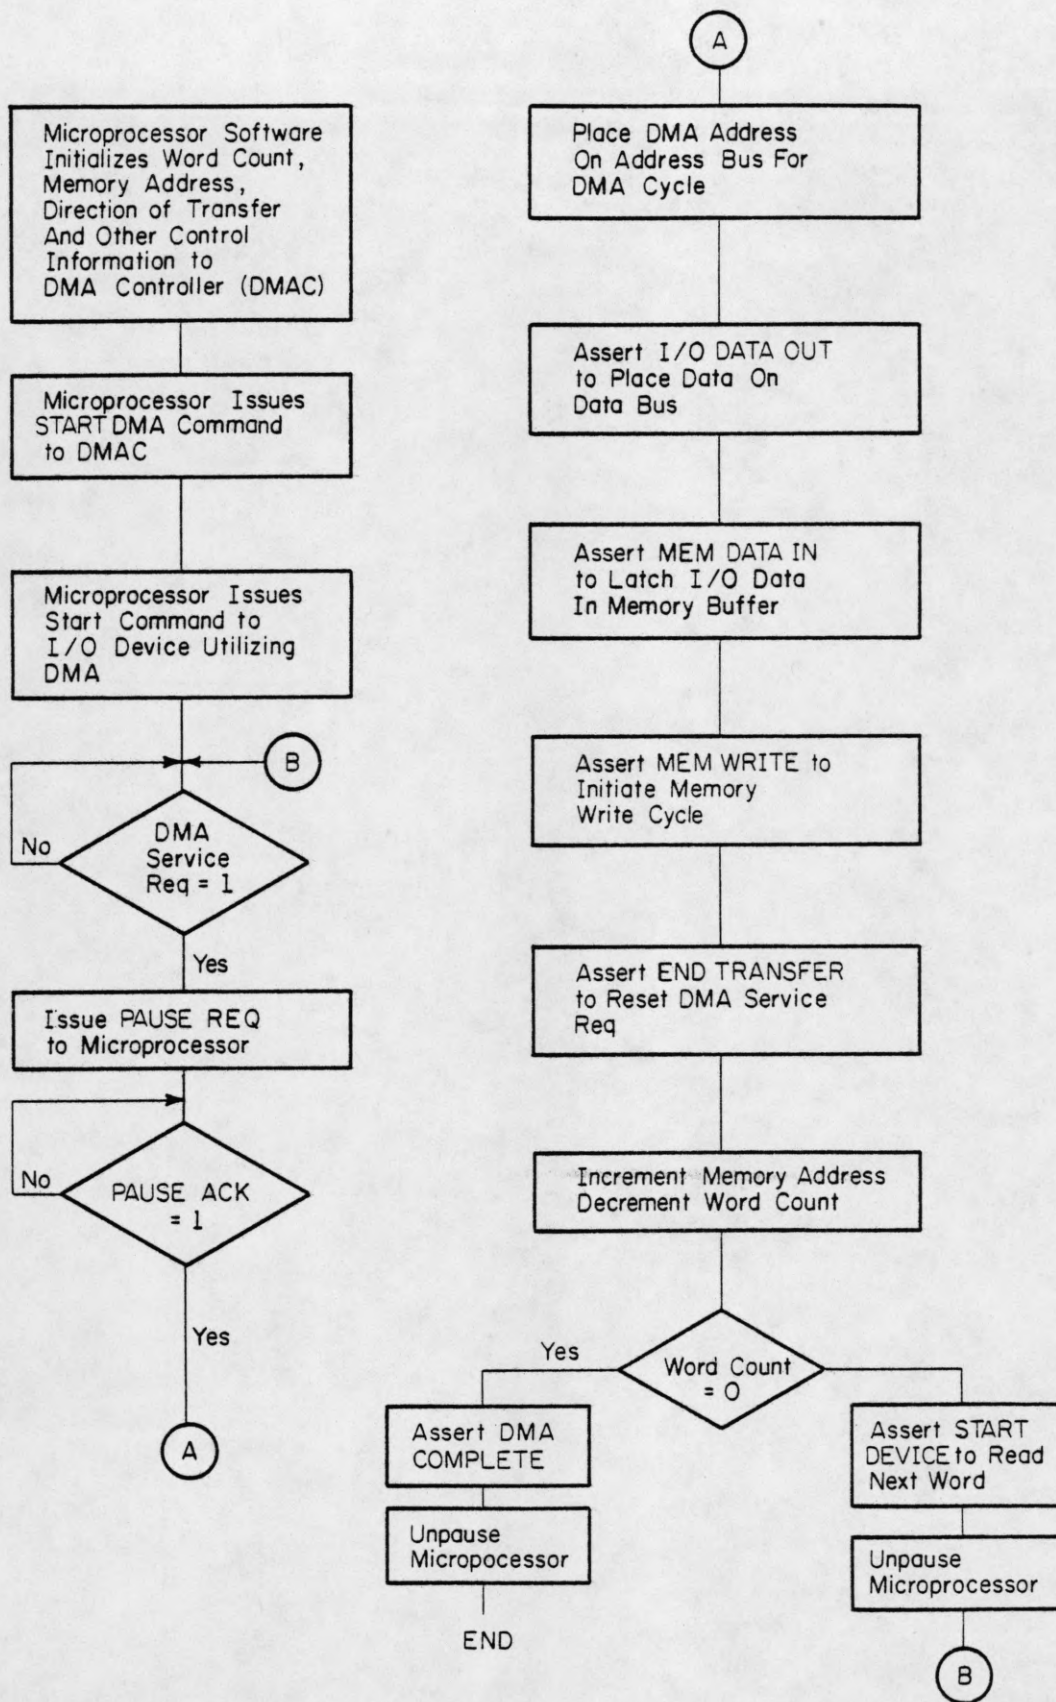 Microprocessor Software
Initializes Word Count,
Memory Address,
Direction of Transfer
And Other Control
Information to
DMA Controller (DMAC)
Microprocessor Issues
START DMA Command
to DMAC
Microprocessor Issues
Start Command to
I/O Device Utilizing
DMA
B
No
DMA
Service
Req = 1
Yes
Issue PAUSE REQ
to Microprocessor
No
PAUSE ACK
= 1
Yes
A
A
Place DMA Address
On Address Bus For
DMA Cycle
Assert I/O DATA OUT
to Place Data On
Data Bus
Assert MEM DATA IN
to Latch I/O Data
In Memory Buffer
Assert MEM WRITE to
Initiate Memory
Write Cycle
Assert END TRANSFER
to Reset DMA Service
Req
Increment Memory Address
Decrement Word Count
Yes
Word Count
= 0
Assert DMA
COMPLETE
Unpause
Micropocessor
END
Assert START
DEVICE to Read
Next Word
Unpause
Microprocessor
B